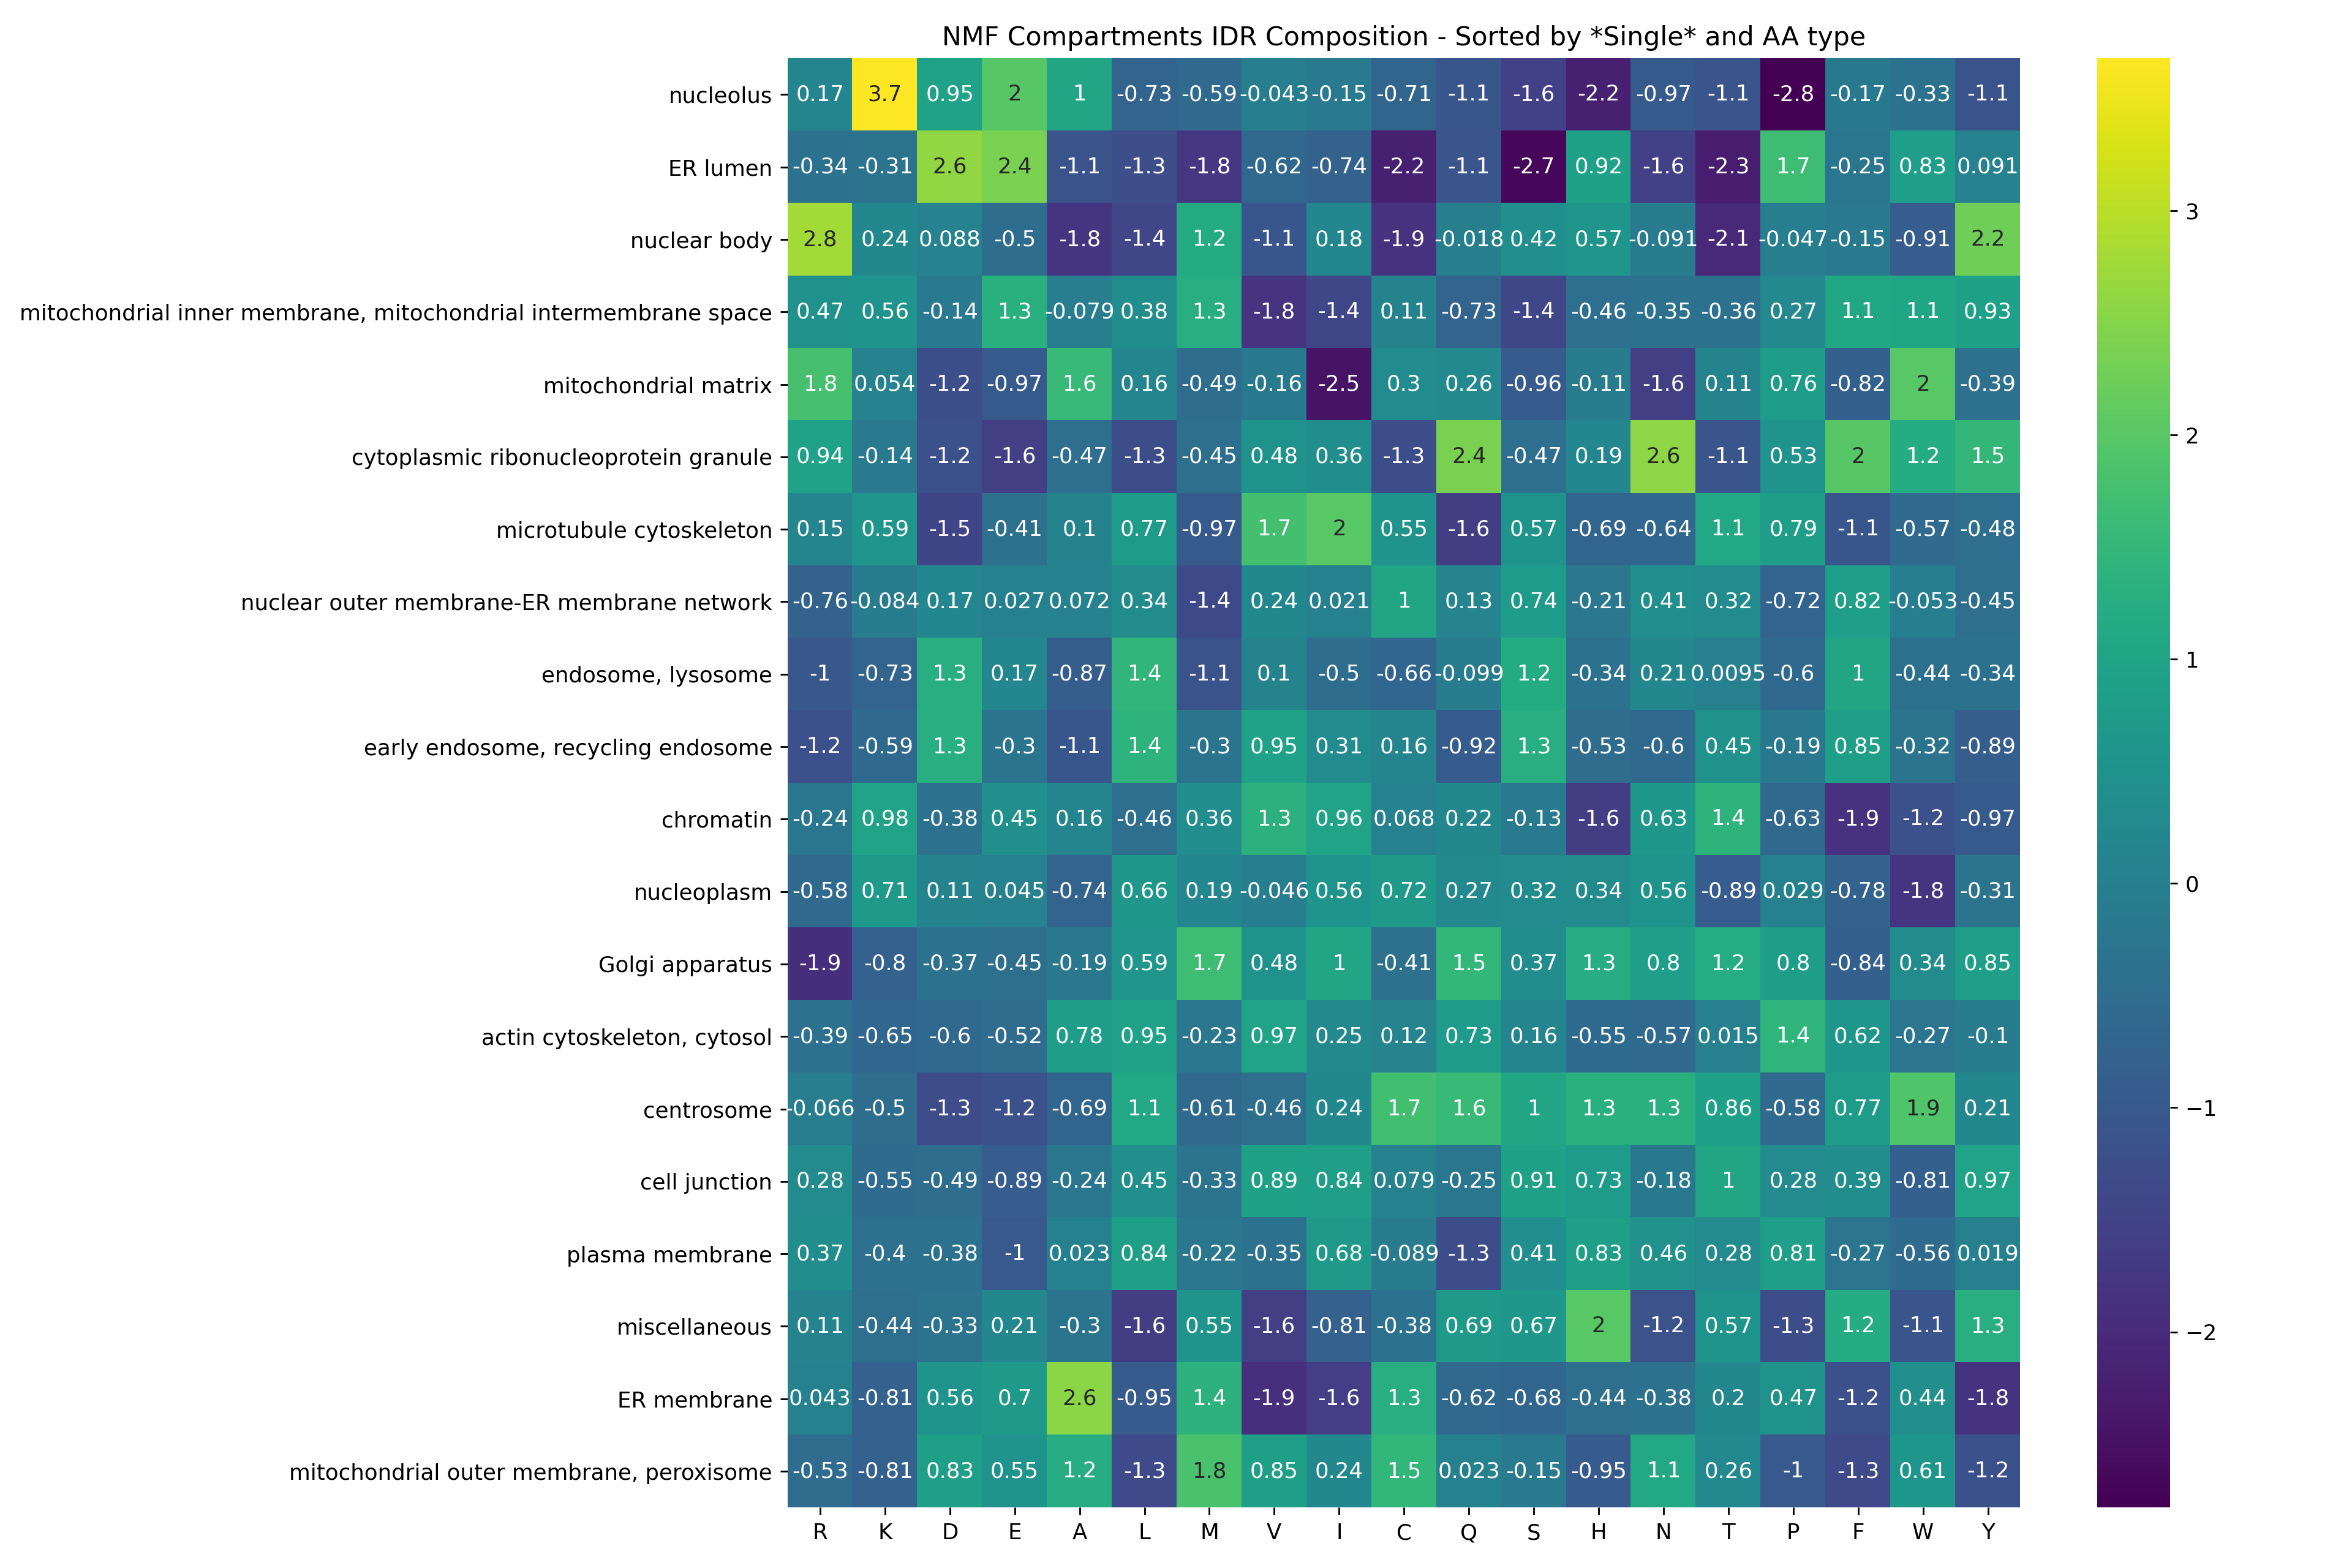 NMF Compartments IDR Composition - Sorted by *Single* and AA type
nucleolus 0.17 3.7 0.95 2 1 -0.73 -0.59 -0.043 -0.15 -0.71 -1.1 -1.6 -2.2 -0.97 -1.1 -2.8 -0.17 -0.33 -1.1
ER lumen -0.34 -0.31 2.6 2.4 -1.1 -1.3 -1.8 -0.62 -0.74 -2.2 -1.1 -2.7 0.92 -1.6 -2.3 1.7 -0.25 0.83 0.091
nuclear body 2.8 0.24 0.088 -0.5 -1.8 -1.4 1.2 -1.1 0.18 -1.9 -0.018 0.42 0.57 -0.091 -2.1 -0.047 -0.15 -0.91 2.2
mitochondrial inner membrane, mitochondrial intermembrane space 0.47 0.56 -0.14 1.3 -0.079 0.38 1.3 -1.8 -1.4 0.11 -0.73 -1.4 -0.46 -0.35 -0.36 0.27 1.1 1.1 0.93
mitochondrial matrix 1.8 0.054 -1.2 -0.97 1.6 0.16 -0.49 -0.16 -2.5 0.3 0.26 -0.96 -0.11 -1.6 0.11 0.76 -0.82 2 -0.39
cytoplasmic ribonucleoprotein granule 0.94 -0.14 -1.2 -1.6 -0.47 -1.3 -0.45 0.48 0.36 -1.3 2.4 -0.47 0.19 2.6 -1.1 0.53 2 1.2 1.5
microtubule cytoskeleton 0.15 0.59 -1.5 -0.41 0.1 0.77 -0.97 1.7 2 0.55 -1.6 0.57 -0.69 -0.64 1.1 0.79 -1.1 -0.57 -0.48
nuclear outer membrane-ER membrane network -0.76 -0.084 0.17 0.027 0.072 0.34 -1.4 0.24 0.021 1 0.13 0.74 -0.21 0.41 0.32 -0.72 0.82 -0.053 -0.45
endosome, lysosome -1 -0.73 1.3 0.17 -0.87 1.4 -1.1 0.1 -0.5 -0.66 -0.099 1.2 -0.34 0.21 0.0095 -0.6 1 -0.44 -0.34
early endosome, recycling endosome -1.2 -0.59 1.3 -0.3 -1.1 1.4 -0.3 0.95 0.31 0.16 -0.92 1.3 -0.53 -0.6 0.45 -0.19 0.85 -0.32 -0.89
chromatin -0.24 0.98 -0.38 0.45 0.16 -0.46 0.36 1.3 0.96 0.068 0.22 -0.13 -1.6 0.63 1.4 -0.63 -1.9 -1.2 -0.97
nucleoplasm -0.58 0.71 0.11 0.045 -0.74 0.66 0.19 -0.046 0.56 0.72 0.27 0.32 0.34 0.56 -0.89 0.029 -0.78 -1.8 -0.31
Golgi apparatus -1.9 -0.8 -0.37 -0.45 -0.19 0.59 1.7 0.48 1 -0.41 1.5 0.37 1.3 0.8 1.2 0.8 -0.84 0.34 0.85
actin cytoskeleton, cytosol -0.39 -0.65 -0.6 -0.52 0.78 0.95 -0.23 0.97 0.25 0.12 0.73 0.16 -0.55 -0.57 0.015 1.4 0.62 -0.27 -0.1
centrosome -0.066 -0.5 -1.3 -1.2 -0.69 1.1 -0.61 -0.46 0.24 1.7 1.6 1 1.3 1.3 0.86 -0.58 0.77 1.9 0.21
cell junction 0.28 -0.55 -0.49 -0.89 -0.24 0.45 -0.33 0.89 0.84 0.079 -0.25 0.91 0.73 -0.18 1 0.28 0.39 -0.81 0.97
plasma membrane 0.37 -0.4 -0.38 -1 0.023 0.84 -0.22 -0.35 0.68 -0.089 -1.3 0.41 0.83 0.46 0.28 0.81 -0.27 -0.56 0.019
miscellaneous 0.11 -0.44 -0.33 0.21 -0.3 -1.6 0.55 -1.6 -0.81 -0.38 0.69 0.67 2 -1.2 0.57 -1.3 1.2 -1.1 1.3
ER membrane 0.043 -0.81 0.56 0.7 2.6 -0.95 1.4 -1.9 -1.6 1.3 -0.62 -0.68 -0.44 -0.38 0.2 0.47 -1.2 0.44 -1.8
mitochondrial outer membrane, peroxisome -0.53 -0.81 0.83 0.55 1.2 -1.3 1.8 0.85 0.24 1.5 0.023 -0.15 -0.95 1.1 0.26 -1 -1.3 0.61 -1.2
R K D E A L M V I C Q S H N T P F W Y
3
2
1
0
−1
−2